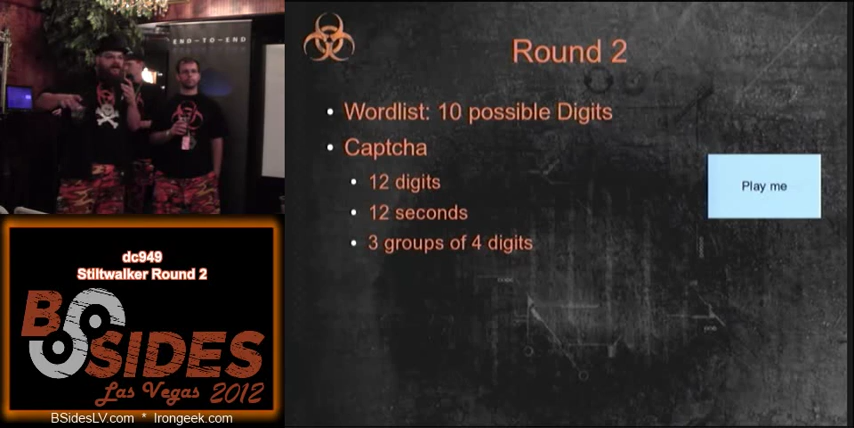 END-TO-END
Round 2
Wordlist: 10 possible Digits
Captcha
12 digits
12 seconds
3 groups of 4 digits
Play me
dc949
Stiltwalker Round 2
BSIDES
Las Vegas 2012
BSidesLV.com * Irongeek.com